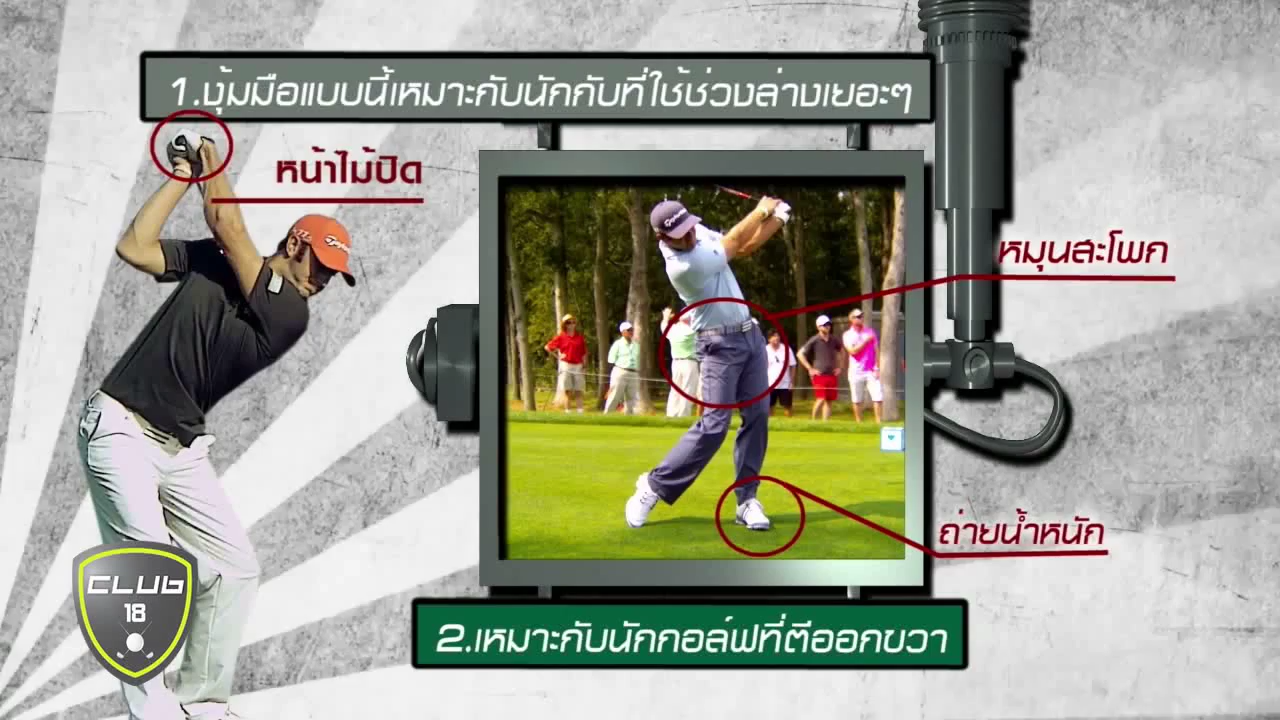 1.งุ้มมือแบบนี้เหมาะกับนักกับที่ใช้ช่วงล่างเยอะๆ
หน้าไม้ปิด
หมุนสะโพก
ถ่ายน้ำหนัก
CLUB
18
2.เหมาะกับนักกอล์ฟที่ตีออกขวา